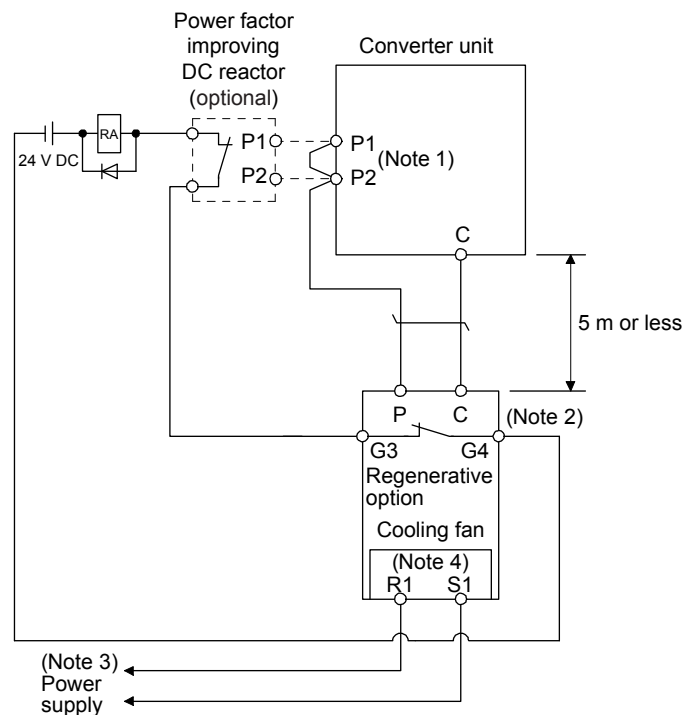 Power factor
improving
DC reactor
(optional)
Converter unit
RA
24 V DC
P1
P2
P1
(Note 1)
P2
C
5 m or less
P
C
(Note 2)
G3
G4
Regenerative
option
Cooling fan
(Note 4)
R1
S1
(Note 3)
Power
supply